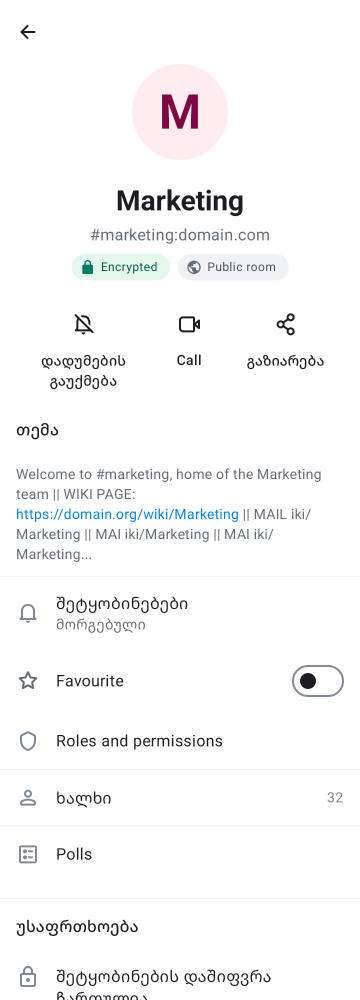 M
Marketing
#marketing:domain.com
Encrypted
Public room
დადუმების
გაუქმება
Call
გაზიარება
თემა
Welcome to #marketing, home of the Marketing
team || WIKI PAGE:
https://domain.org/wiki/Marketing || MAIL iki/
Marketing || MAI iki/Marketing || MAI iki/
Marketing...
შეტყობინებები
მორგებული
Favourite
Roles and permissions
ხალხი
32
Polls
უსაფრთხოება
შეტყობინების დაშიფვრა
ჩართულია